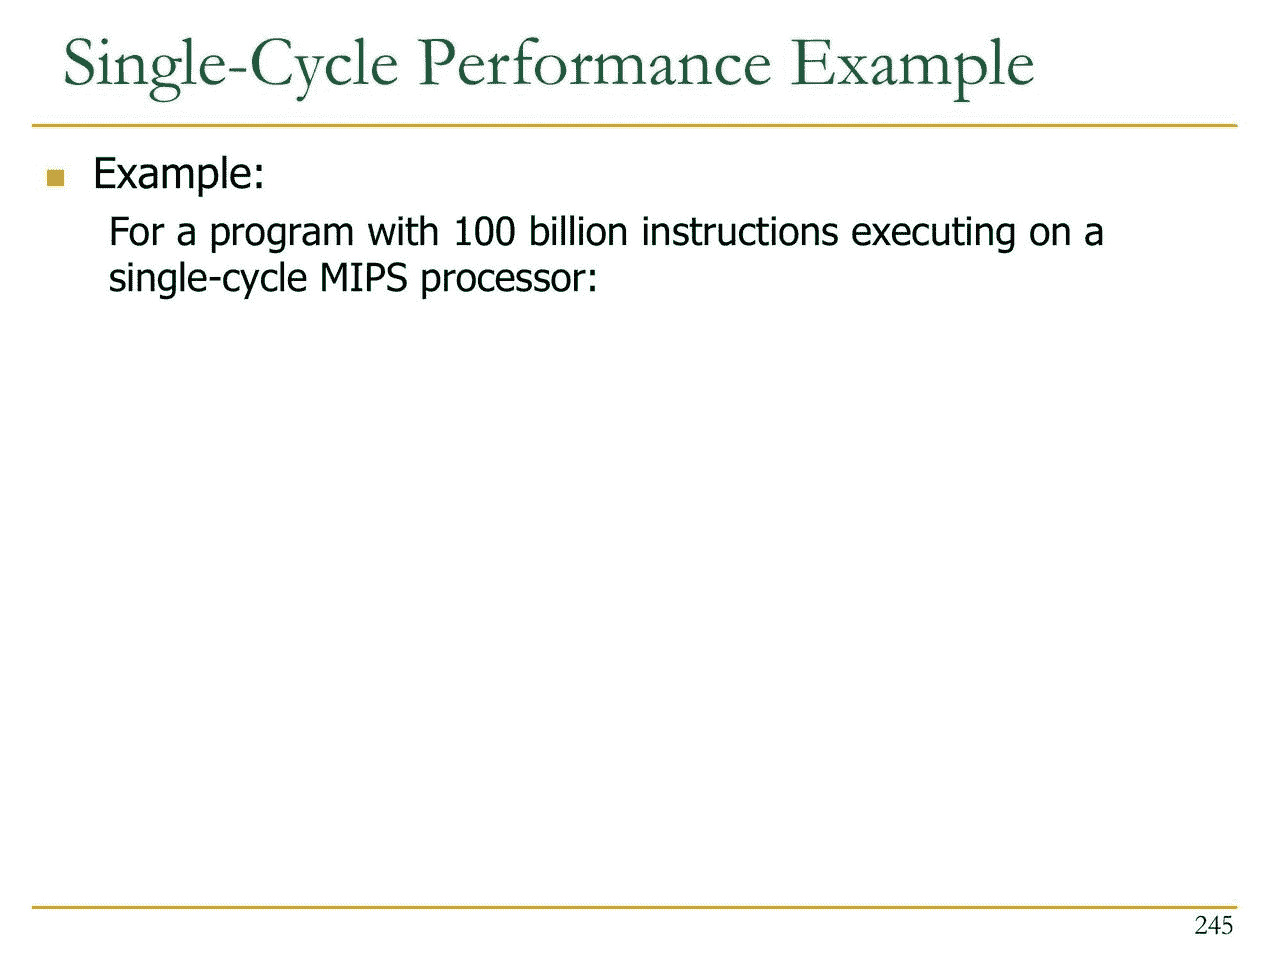 Single-Cycle Performance Example
Example:
For a program with 100 billion instructions executing on a
single-cycle MIPS processor:
245